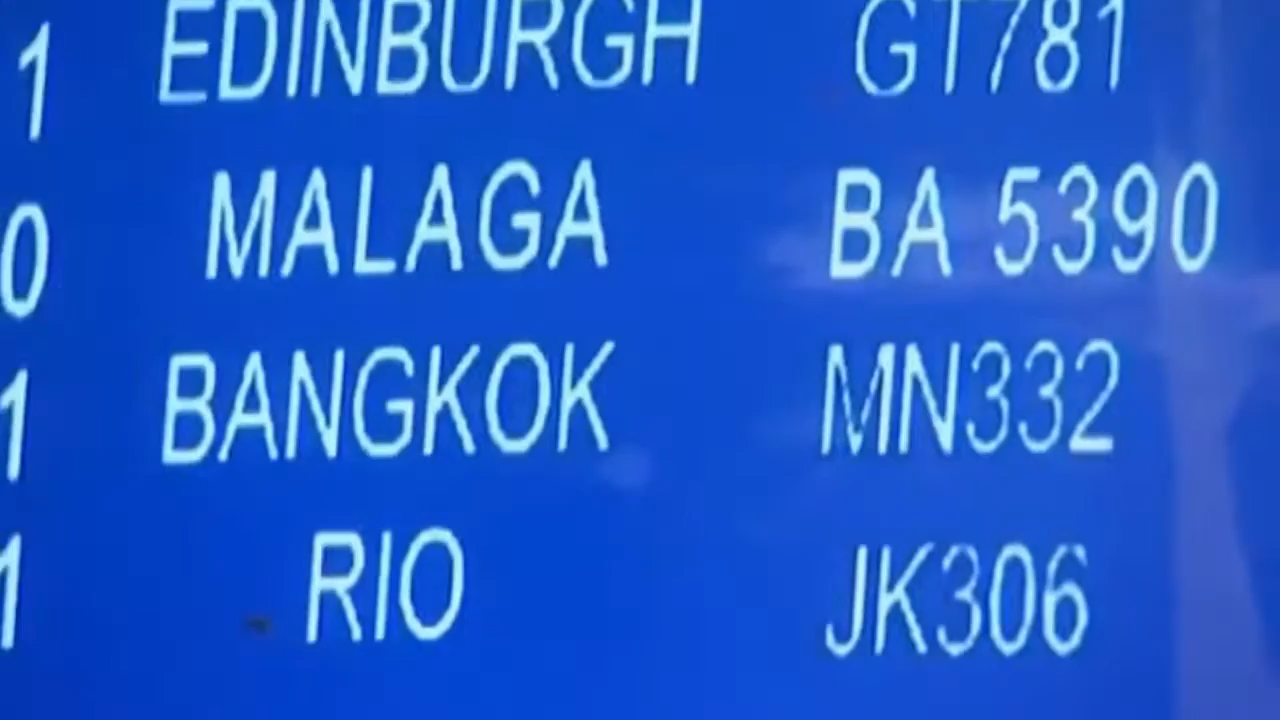 1 EDINBURGH GT781
0 MALAGA BA 5390
1 BANGKOK MN332
1 RIO JK306